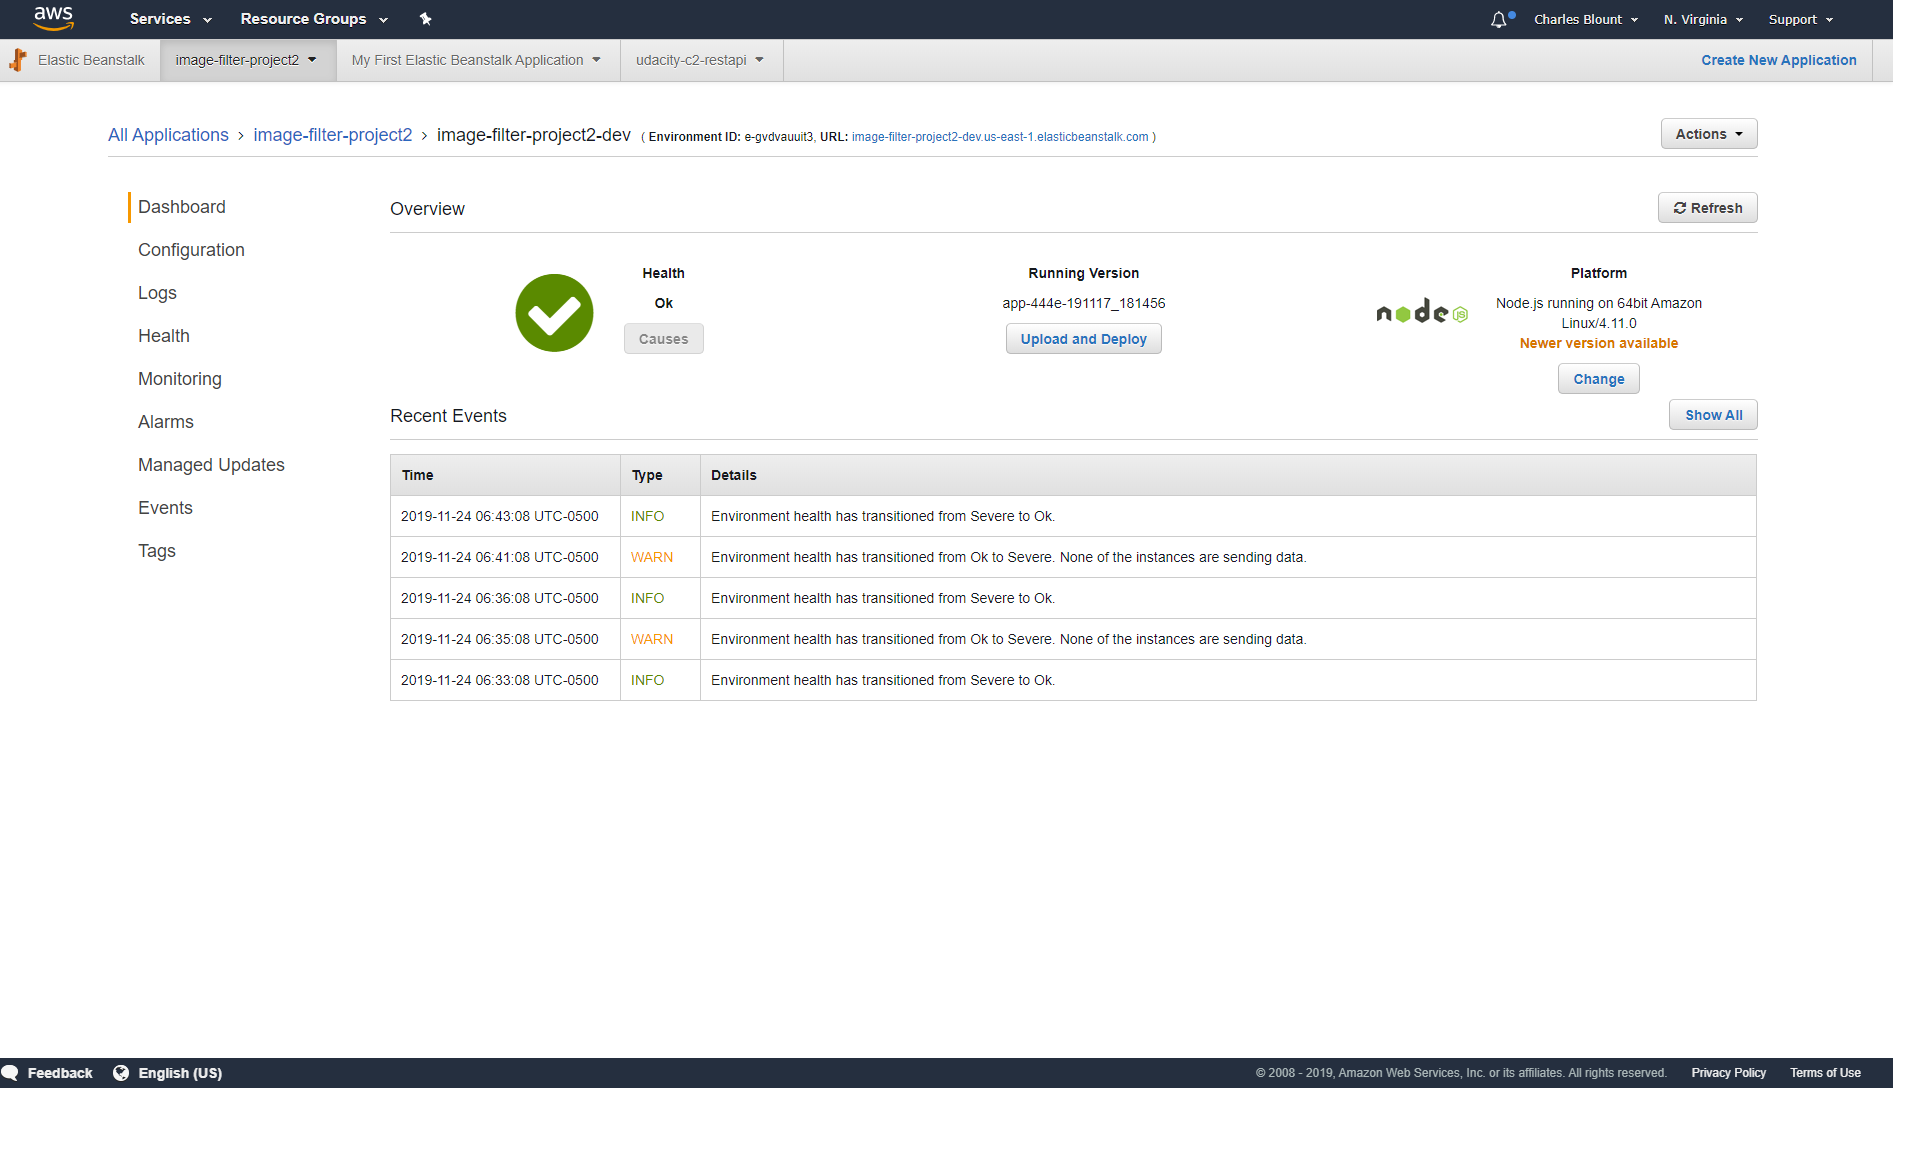 aws Services Resource Groups Charles Blount N. Virginia Support
Elastic Beanstalk image-filter-project2 My First Elastic Beanstalk Application udacity-c2-restapi Create New Application
All Applications > image-filter-project2 > image-filter-project2-dev ( Environment ID: e-gvdvauuit3, URL: image-filter-project2-dev.us-east-1.elasticbeanstalk.com ) Actions
Dashboard
Configuration
Logs
Health
Monitoring
Alarms
Managed Updates
Events
Tags
Overview Refresh
Health
Ok
Causes
Running Version
app-444e-191117_181456
Upload and Deploy
node JS
Platform
Node.js running on 64bit Amazon
Linux/4.11.0
Newer version available
Change
Recent Events Show All
Time Type Details
2019-11-24 06:43:08 UTC-0500 INFO Environment health has transitioned from Severe to Ok.
2019-11-24 06:41:08 UTC-0500 WARN Environment health has transitioned from Ok to Severe. None of the instances are sending data.
2019-11-24 06:36:08 UTC-0500 INFO Environment health has transitioned from Severe to Ok.
2019-11-24 06:35:08 UTC-0500 WARN Environment health has transitioned from Ok to Severe. None of the instances are sending data.
2019-11-24 06:33:08 UTC-0500 INFO Environment health has transitioned from Severe to Ok.
Feedback English (US) © 2008 - 2019, Amazon Web Services, Inc. or its affiliates. All rights reserved. Privacy Policy Terms of Use